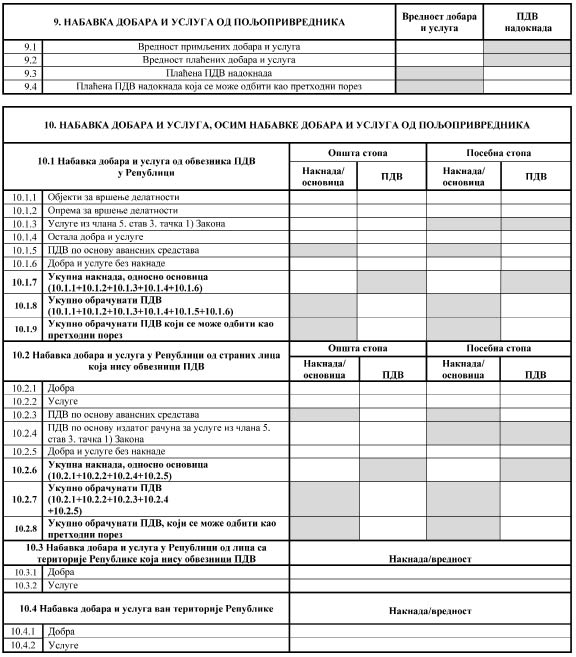 9. НАБАВКА ДОБАРА И УСЛУГА ОД ПОЉОПРИВРЕДНИКА
Вредност добара
и услуга
ПДВ
надокнада
9.1 Вредност примљених добара и услуга
9.2 Вредност плаћених добара и услуга
9.3 Плаћена ПДВ надокнада
9.4 Плаћена ПДВ надокнада која се може одбити као претходни порез
10. НАБАВКА ДОБАРА И УСЛУГА, ОСИМ НАБАВКЕ ДОБАРА И УСЛУГА ОД ПОЉОПРИВРЕДНИКА
10.1 Набавка добара и услуга од обвезника ПДВ
у Републици
Општа стопа Посебна стопа
Накнада/
основица
ПДВ
Накнада/
основица
ПДВ
10.1.1 Објекти за вршење делатности
10.1.2 Опрема за вршење делатности
10.1.3 Услуге из члана 5. став 3. тачка 1) Закона
10.1.4 Остала добра и услуге
10.1.5 ПДВ по основу авансних средстава
10.1.6 Добра и услуге без накнаде
10.1.7 Укупна накнада, односно основица
(10.1.1+10.1.2+10.1.3+10.1.4+10.1.6)
10.1.8 Укупно обрачунати ПДВ
(10.1.1+10.1.2+10.1.3+10.1.4+10.1.5+10.1.6)
10.1.9 Укупно обрачунати ПДВ који се може одбити као
претходни порез
10.2 Набавка добара и услуга у Републици од страних лица
која нису обвезници ПДВ
Општа стопа Посебна стопа
Накнада/
основица
ПДВ
Накнада/
основица
ПДВ
10.2.1 Добра
10.2.2 Услуге
10.2.3 ПДВ по основу авансних средстава
10.2.4 ПДВ по основу издатог рачуна за услуге из члана 5.
став 3. тачка 1) Закона
10.2.5 Добра и услуге без накнаде
10.2.6 Укупна накнада, односно основица
(10.2.1+10.2.2+10.2.4+10.2.5)
10.2.7 Укупно обрачунати ПДВ
(10.2.1+10.2.2+10.2.3+10.2.4
+10.2.5)
10.2.8 Укупно обрачунати ПДВ, који се може одбити као
претходни порез
10.3 Набавка добара и услуга у Републици од лица са
територије Републике која нису обвезници ПДВ
Накнада/вредност
10.3.1 Добра
10.3.2 Услуге
10.4 Набавка добара и услуга ван територије Републике Накнада/вредност
10.4.1 Добра
10.4.2 Услуге